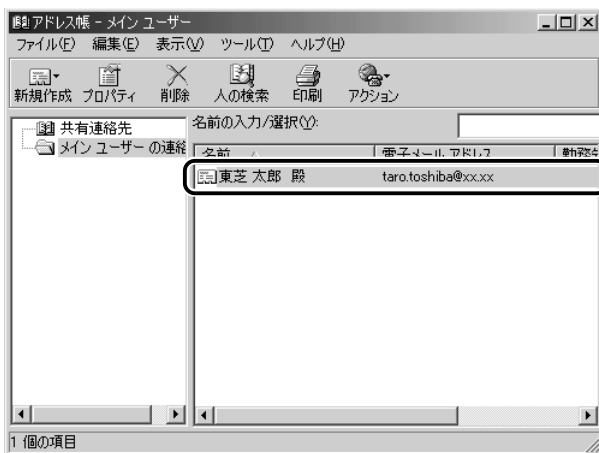 アドレス帳 - メイン ユーザー
ファイル(F) 編集(E) 表示(V) ツール(T) ヘルプ(H)
新規作成 プロパティ 削除 人の検索 印刷 アクション
共有連絡先
メイン ユーザー の連絡
名前の入力/選択(Y):
名前 電子メール アドレス 勤務先
東芝 太郎 殿 taro.toshiba@xx.xx
1 個の項目